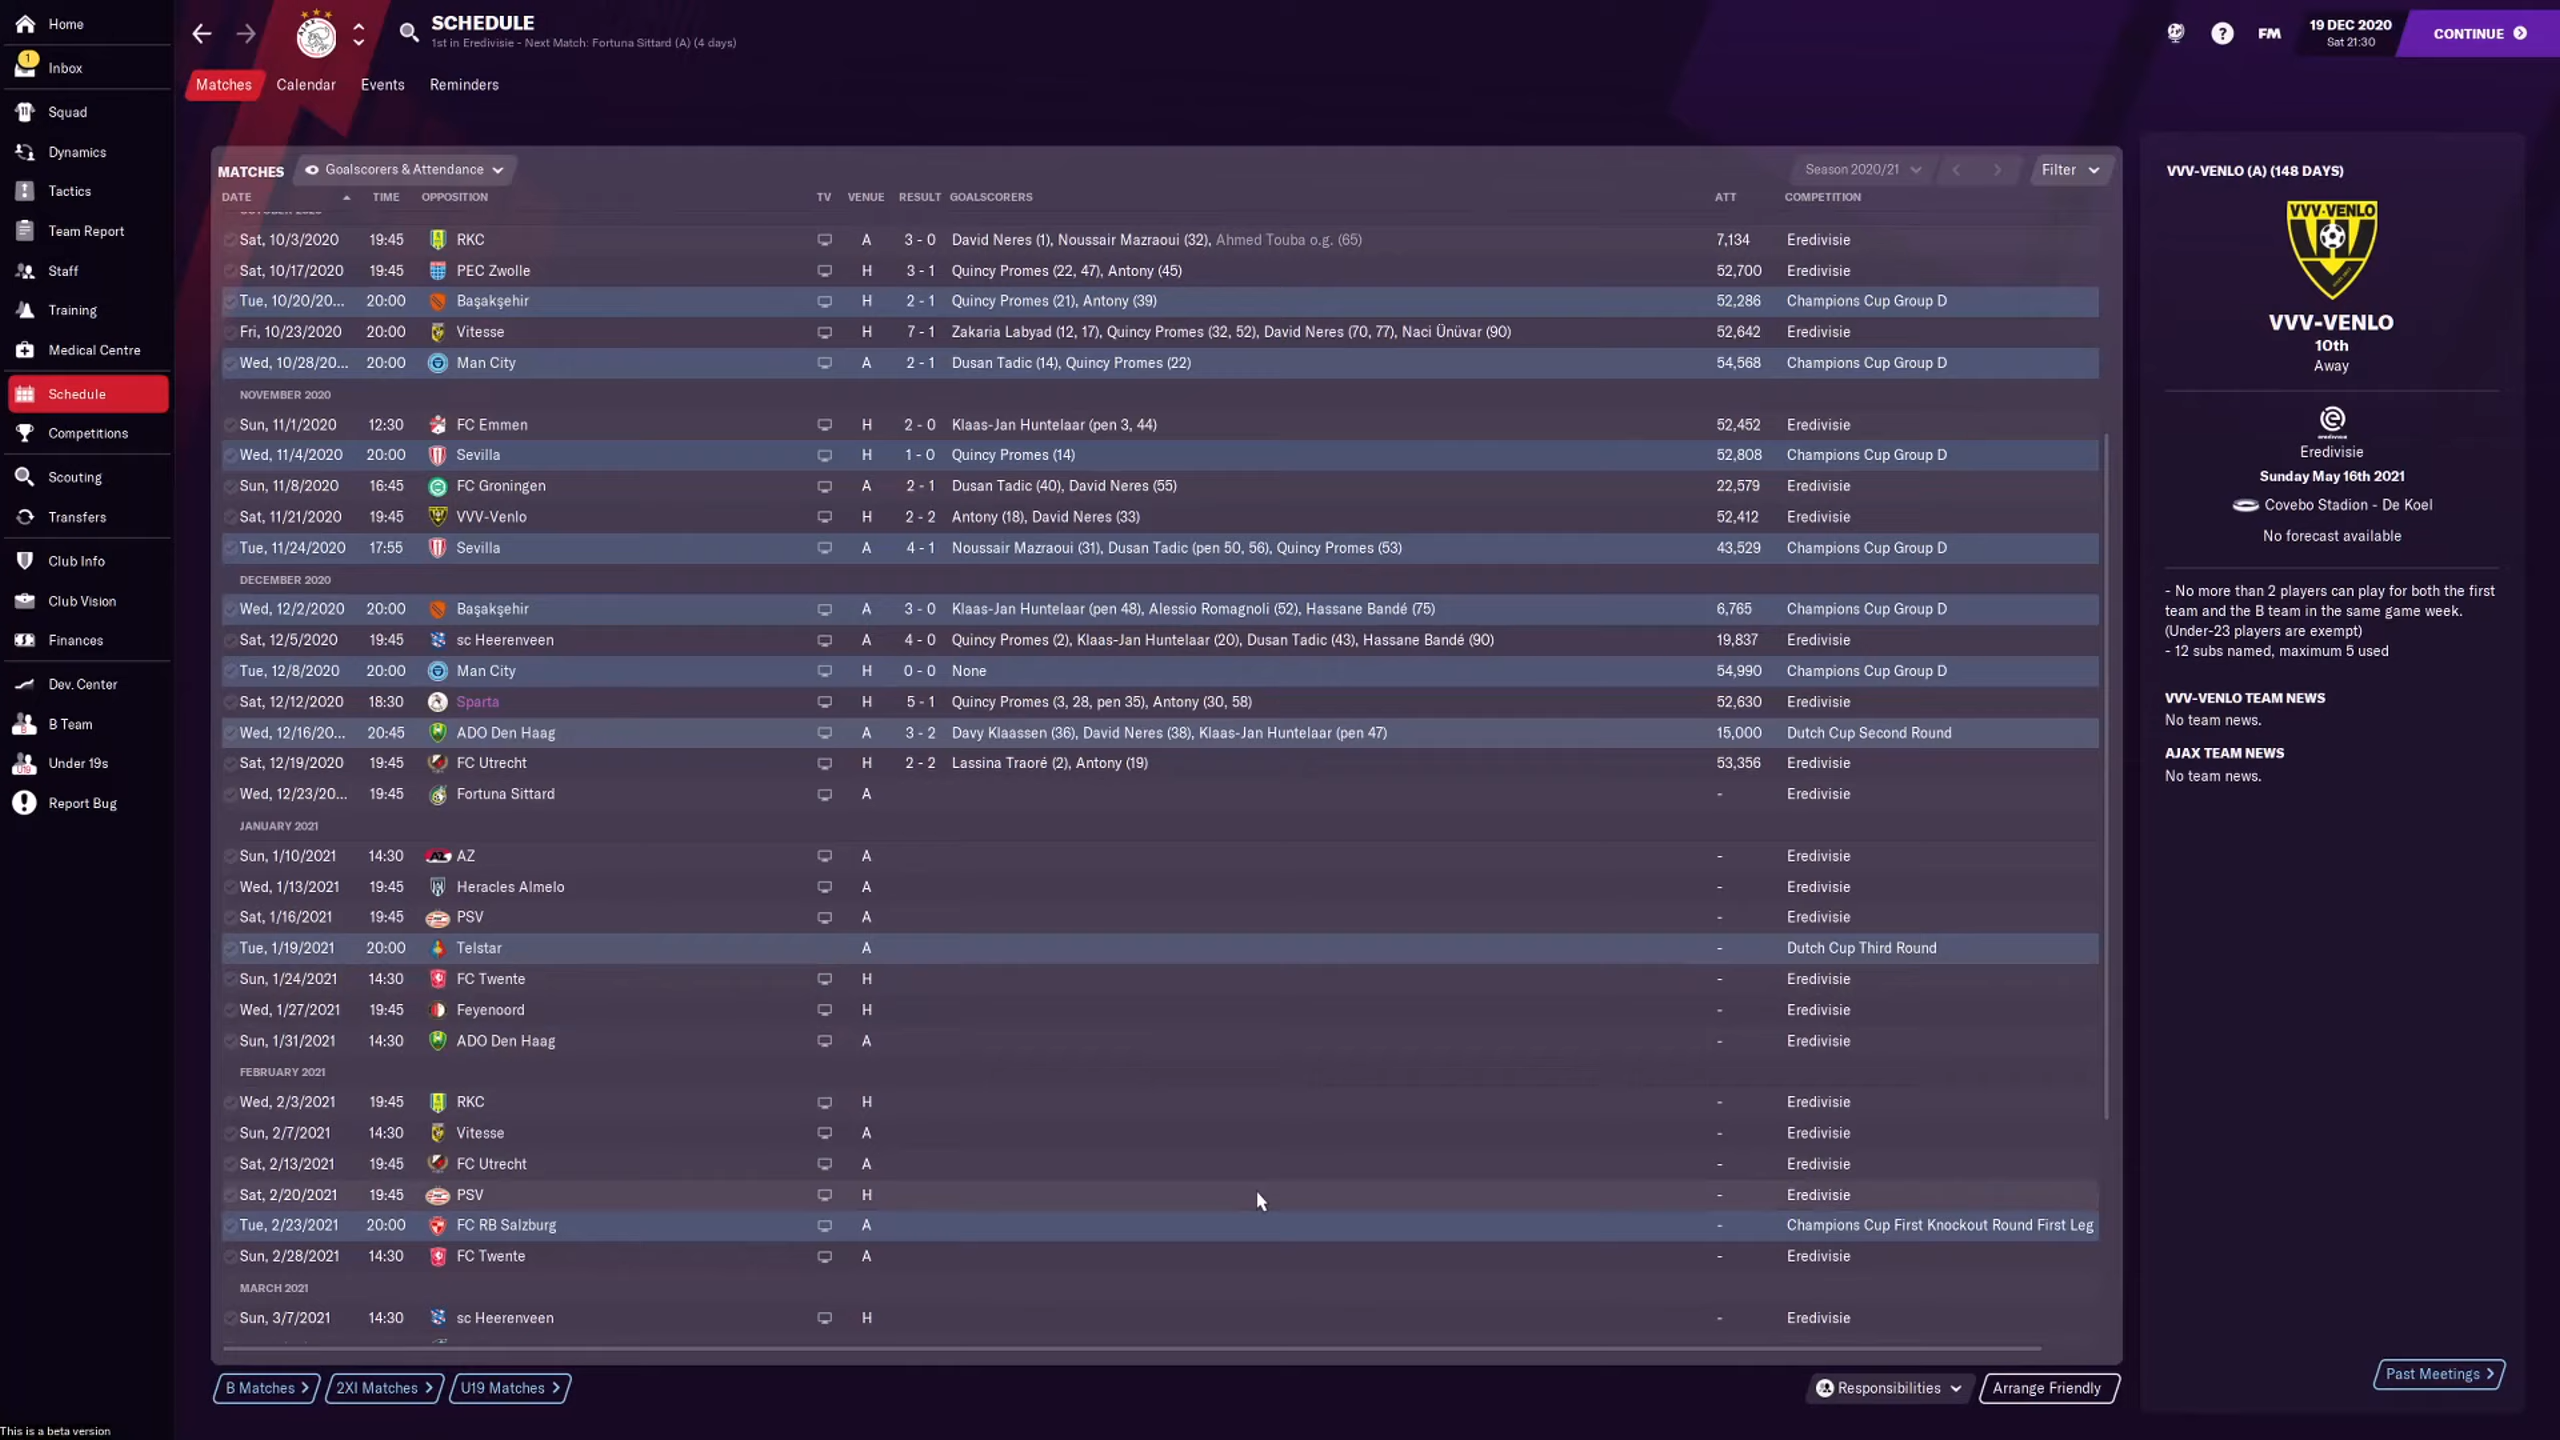 Home
SCHEDULE
1st in Eredivisie - Next Match: Fortuna Sittard (A) (4 days)
FM
19 DEC 2020
Sat 21:30
CONTINUE
1
Inbox
Squad
Dynamics
Tactics
Team Report
Staff
Training
Medical Centre
Schedule
Competitions
Scouting
Transfers
Club Info
Club Vision
Finances
Dev. Center
B Team
Under 19s
Report Bug
Matches Calendar Events Reminders
MATCHES Goalscorers & Attendance Season 2020/21 Filter
DATE TIME OPPOSITION TV VENUE RESULT GOALSCORERS ATT COMPETITION
OCTOBER 2020
Sat, 10/3/2020 19:45 RKC A 3 - 0 David Neres (1), Noussair Mazraoui (32), Ahmed Touba o.g. (65) 7,134 Eredivisie
Sat, 10/17/2020 19:45 PEC Zwolle H 3 - 1 Quincy Promes (22, 47), Antony (45) 52,700 Eredivisie
Tue, 10/20/20... 20:00 Başakşehir H 2 - 1 Quincy Promes (21), Antony (39) 52,286 Champions Cup Group D
Fri, 10/23/2020 20:00 Vitesse H 7 - 1 Zakaria Labyad (12, 17), Quincy Promes (32, 52), David Neres (70, 77), Naci Ünüvar (90) 52,642 Eredivisie
Wed, 10/28/20... 20:00 Man City A 2 - 1 Dusan Tadic (14), Quincy Promes (22) 54,568 Champions Cup Group D
NOVEMBER 2020
Sun, 11/1/2020 12:30 FC Emmen H 2 - 0 Klaas-Jan Huntelaar (pen 3, 44) 52,452 Eredivisie
Wed, 11/4/2020 20:00 Sevilla H 1 - 0 Quincy Promes (14) 52,808 Champions Cup Group D
Sun, 11/8/2020 16:45 FC Groningen A 2 - 1 Dusan Tadic (40), David Neres (55) 22,579 Eredivisie
Sat, 11/21/2020 19:45 VVV-Venlo H 2 - 2 Antony (18), David Neres (33) 52,412 Eredivisie
Tue, 11/24/2020 17:55 Sevilla A 4 - 1 Noussair Mazraoui (31), Dusan Tadic (pen 50, 56), Quincy Promes (53) 43,529 Champions Cup Group D
DECEMBER 2020
Wed, 12/2/2020 20:00 Başakşehir A 3 - 0 Klaas-Jan Huntelaar (pen 48), Alessio Romagnoli (52), Hassane Bandé (75) 6,765 Champions Cup Group D
Sat, 12/5/2020 19:45 sc Heerenveen A 4 - 0 Quincy Promes (2), Klaas-Jan Huntelaar (20), Dusan Tadic (43), Hassane Bandé (90) 19,837 Eredivisie
Tue, 12/8/2020 20:00 Man City H 0 - 0 None 54,990 Champions Cup Group D
Sat, 12/12/2020 18:30 Sparta H 5 - 1 Quincy Promes (3, 28, pen 35), Antony (30, 58) 52,630 Eredivisie
Wed, 12/16/20... 20:45 ADO Den Haag A 3 - 2 Davy Klaassen (36), David Neres (38), Klaas-Jan Huntelaar (pen 47) 15,000 Dutch Cup Second Round
Sat, 12/19/2020 19:45 FC Utrecht H 2 - 2 Lassina Traoré (2), Antony (19) 53,356 Eredivisie
Wed, 12/23/20... 19:45 Fortuna Sittard A - Eredivisie
JANUARY 2021
Sun, 1/10/2021 14:30 AZ A - Eredivisie
Wed, 1/13/2021 19:45 Heracles Almelo A - Eredivisie
Sat, 1/16/2021 19:45 PSV A - Eredivisie
Tue, 1/19/2021 20:00 Telstar A - Dutch Cup Third Round
Sun, 1/24/2021 14:30 FC Twente H - Eredivisie
Wed, 1/27/2021 19:45 Feyenoord H - Eredivisie
Sun, 1/31/2021 14:30 ADO Den Haag A - Eredivisie
FEBRUARY 2021
Wed, 2/3/2021 19:45 RKC H - Eredivisie
Sun, 2/7/2021 14:30 Vitesse A - Eredivisie
Sat, 2/13/2021 19:45 FC Utrecht A - Eredivisie
Sat, 2/20/2021 19:45 PSV H - Eredivisie
Tue, 2/23/2021 20:00 FC RB Salzburg A - Champions Cup First Knockout Round First Leg
Sun, 2/28/2021 14:30 FC Twente A - Eredivisie
MARCH 2021
Sun, 3/7/2021 14:30 sc Heerenveen H - Eredivisie
B Matches 2XI Matches U19 Matches Responsibilities Arrange Friendly
VVV-VENLO (A) (148 DAYS)
VVV-VENLO
VVV-VENLO
10th
Away
Eredivisie
Sunday May 16th 2021
Covebo Stadion - De Koel
No forecast available
- No more than 2 players can play for both the first
team and the B team in the same game week.
(Under-23 players are exempt)
- 12 subs named, maximum 5 used
VVV-VENLO TEAM NEWS
No team news.
AJAX TEAM NEWS
No team news.
Past Meetings
This is a beta version